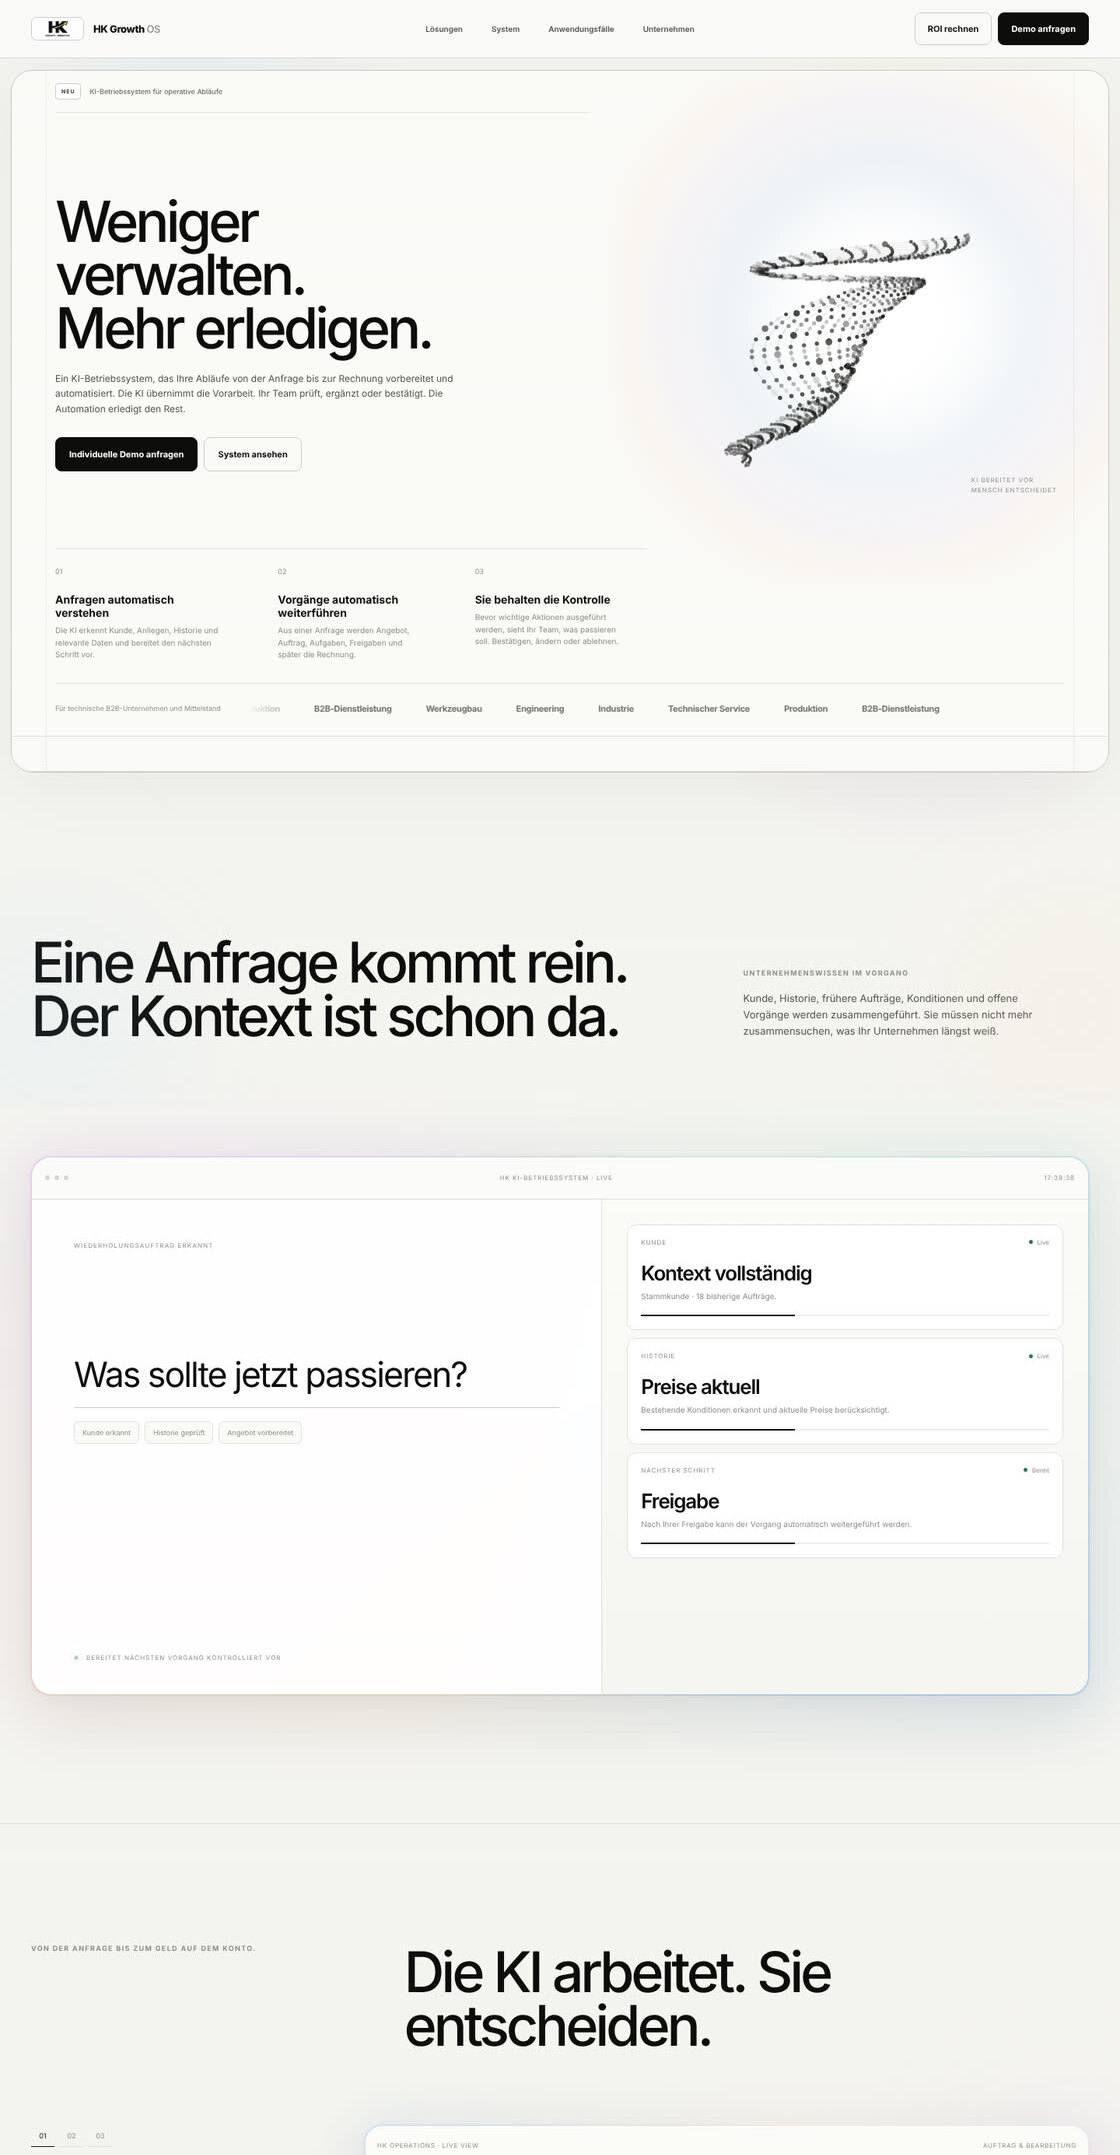 HK
HK Growth OS
Lösungen
System
Anwendungsfälle
Unternehmen
ROI rechnen
Demo anfragen
NEU
KI-Betriebssystem für operative Abläufe
Weniger
verwalten.
Mehr erledigen.
Ein KI-Betriebssystem, das Ihre Abläufe von der Anfrage bis zur Rechnung vorbereitet und
automatisiert. Die KI übernimmt die Vorarbeit. Ihr Team prüft, ergänzt oder bestätigt. Die
Automation erledigt den Rest.
Individuelle Demo anfragen
System ansehen
KI BEREITET VOR
MENSCH ENTSCHEIDET
01
Anfragen automatisch
verstehen
Die KI erkennt Kunde, Anliegen, Historie und
relevante Daten und bereitet den nächsten
Schritt vor.
02
Vorgänge automatisch
weiterführen
Aus einer Anfrage werden Angebot,
Auftrag, Aufgaben, Freigaben und
später die Rechnung.
03
Sie behalten die Kontrolle
Bevor wichtige Aktionen ausgeführt
werden, sieht Ihr Team, was passieren
soll. Bestätigen, ändern oder ablehnen.
Für technische B2B-Unternehmen und Mittelstand
uktion
B2B-Dienstleistung
Werkzeugbau
Engineering
Industrie
Technischer Service
Produktion
B2B-Dienstleistung
Eine Anfrage kommt rein.
Der Kontext ist schon da.
UNTERNEHMENSWISSEN IM VORGANG
Kunde, Historie, frühere Aufträge, Konditionen und offene
Vorgänge werden zusammengeführt. Sie müssen nicht mehr
zusammensuchen, was Ihr Unternehmen längst weiß.
HK KI-BETRIEBSSYSTEM · LIVE
17:39:38
WIEDERHOLUNGSAUFTRAG ERKANNT
Was sollte jetzt passieren?
Kunde erkannt
Historie geprüft
Angebot vorbereitet
BEREITET NÄCHSTEN VORGANG KONTROLLIERT VOR
KUNDE
Live
Kontext vollständig
Stammkunde · 18 bisherige Aufträge.
HISTORIE
Live
Preise aktuell
Bestehende Konditionen erkannt und aktuelle Preise berücksichtigt.
NÄCHSTER SCHRITT
Bereit
Freigabe
Nach Ihrer Freigabe kann der Vorgang automatisch weitergeführt werden.
VON DER ANFRAGE BIS ZUM GELD AUF DEM KONTO.
Die KI arbeitet. Sie
entscheiden.
01
02
03
HK OPERATIONS · LIVE VIEW
AUFTRAG & BEARBEITUNG